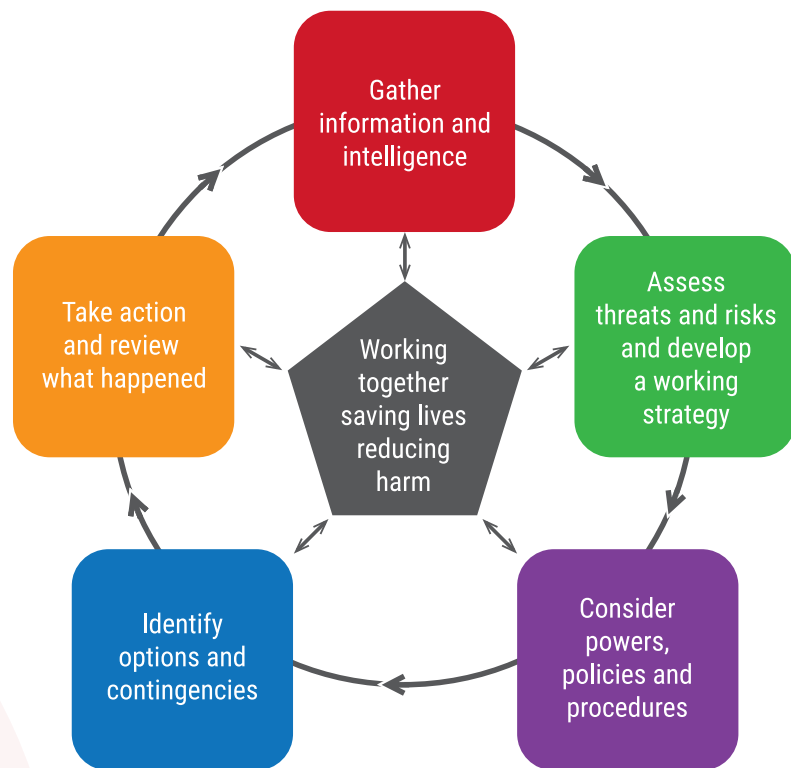 Gather
information and
intelligence
Assess
threats and risks
and develop
a working
strategy
Consider
powers,
policies and
procedures
Identify
options and
contingencies
Take action
and review
what happened
Working
together
saving lives
reducing
harm